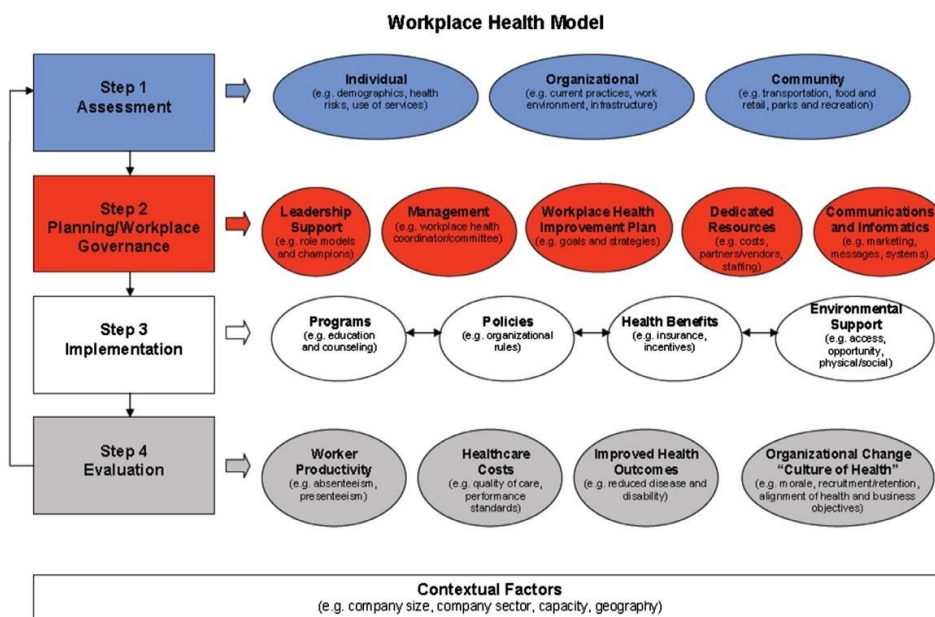 Workplace Health Model
Step 1
Assessment
Individual
(e.g. demographics, health
risks, use of services)
Organizational
(e.g. current practices, work
environment, infrastructure)
Community
(e.g. transportation, food and
retail, parks and recreation)
Step 2
Planning/Workplace
Governance
Leadership
Support
(e.g. role models
and champions)
Management
(e.g. workplace health
coordinator/committee)
Workplace Health
Improvement Plan
(e.g. goals and strategies)
Dedicated
Resources
(e.g. costs,
partners/vendors,
staffing)
Communications
and Informatics
(e.g. marketing,
messages, systems)
Step 3
Implementation
Programs
(e.g. education
and counseling)
Policies
(e.g. organizational
rules)
Health Benefits
(e.g. insurance,
incentives)
Environmental
Support
(e.g. access,
opportunity,
physical/social)
Step 4
Evaluation
Worker
Productivity
(e.g. absenteeism,
presenteeism)
Healthcare
Costs
(e.g. quality of care,
performance
standards)
Improved Health
Outcomes
(e.g. reduced disease and
disability)
Organizational Change
“Culture of Health”
(e.g. morale, recruitment/retention,
alignment of health and business
objectives)
Contextual Factors
(e.g. company size, company sector, capacity, geography)